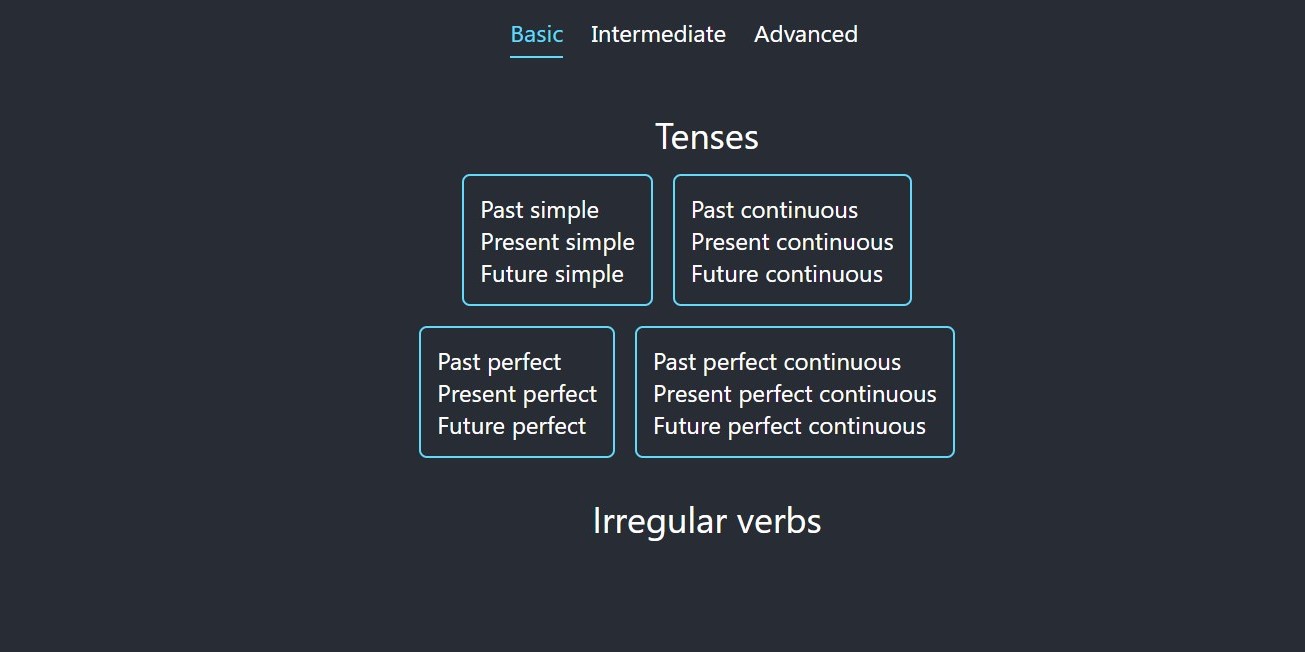 Basic Intermediate Advanced
Tenses
Past simple
Present simple
Future simple
Past continuous
Present continuous
Future continuous
Past perfect
Present perfect
Future perfect
Past perfect continuous
Present perfect continuous
Future perfect continuous
Irregular verbs